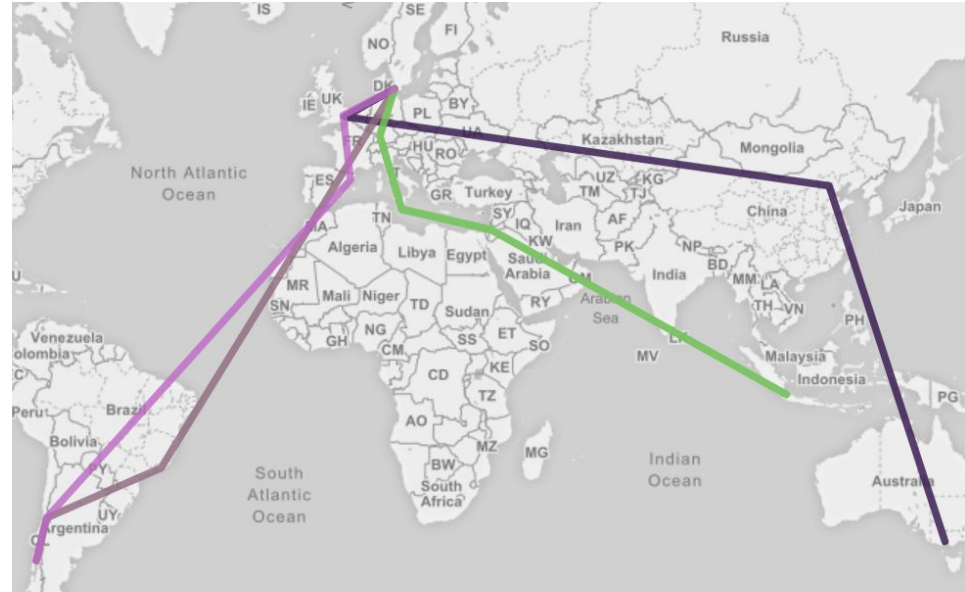 IS
SE
NO
FI
Russia
DK
IE
UK
PL
BY
UA
Kazakhstan
Mongolia
HU
RO
North Atlantic
Ocean
ES
GR
Turkey
UZ
KG
TM
TJ
China
Japan
MA
TN
SY
IQ
Iran
AF
Algeria
Libya
Egypt
KW
PK
NP
BD
Saudi
Arabia
India
MM
LA
MR
Mali
Niger
TD
Sudan
RY
Arabian
Sea
TH
VN
SN
PH
GH
NG
SS
ET
SO
MV
Venezuela
olombia
CM
Malaysia
CD
KE
Indonesia
TZ
PG
Peru
Brazil
AO
Bolivia
MZ
MG
South
Atlantic
Ocean
BW
Indian
Ocean
Australia
South
Africa
UY
Argentina